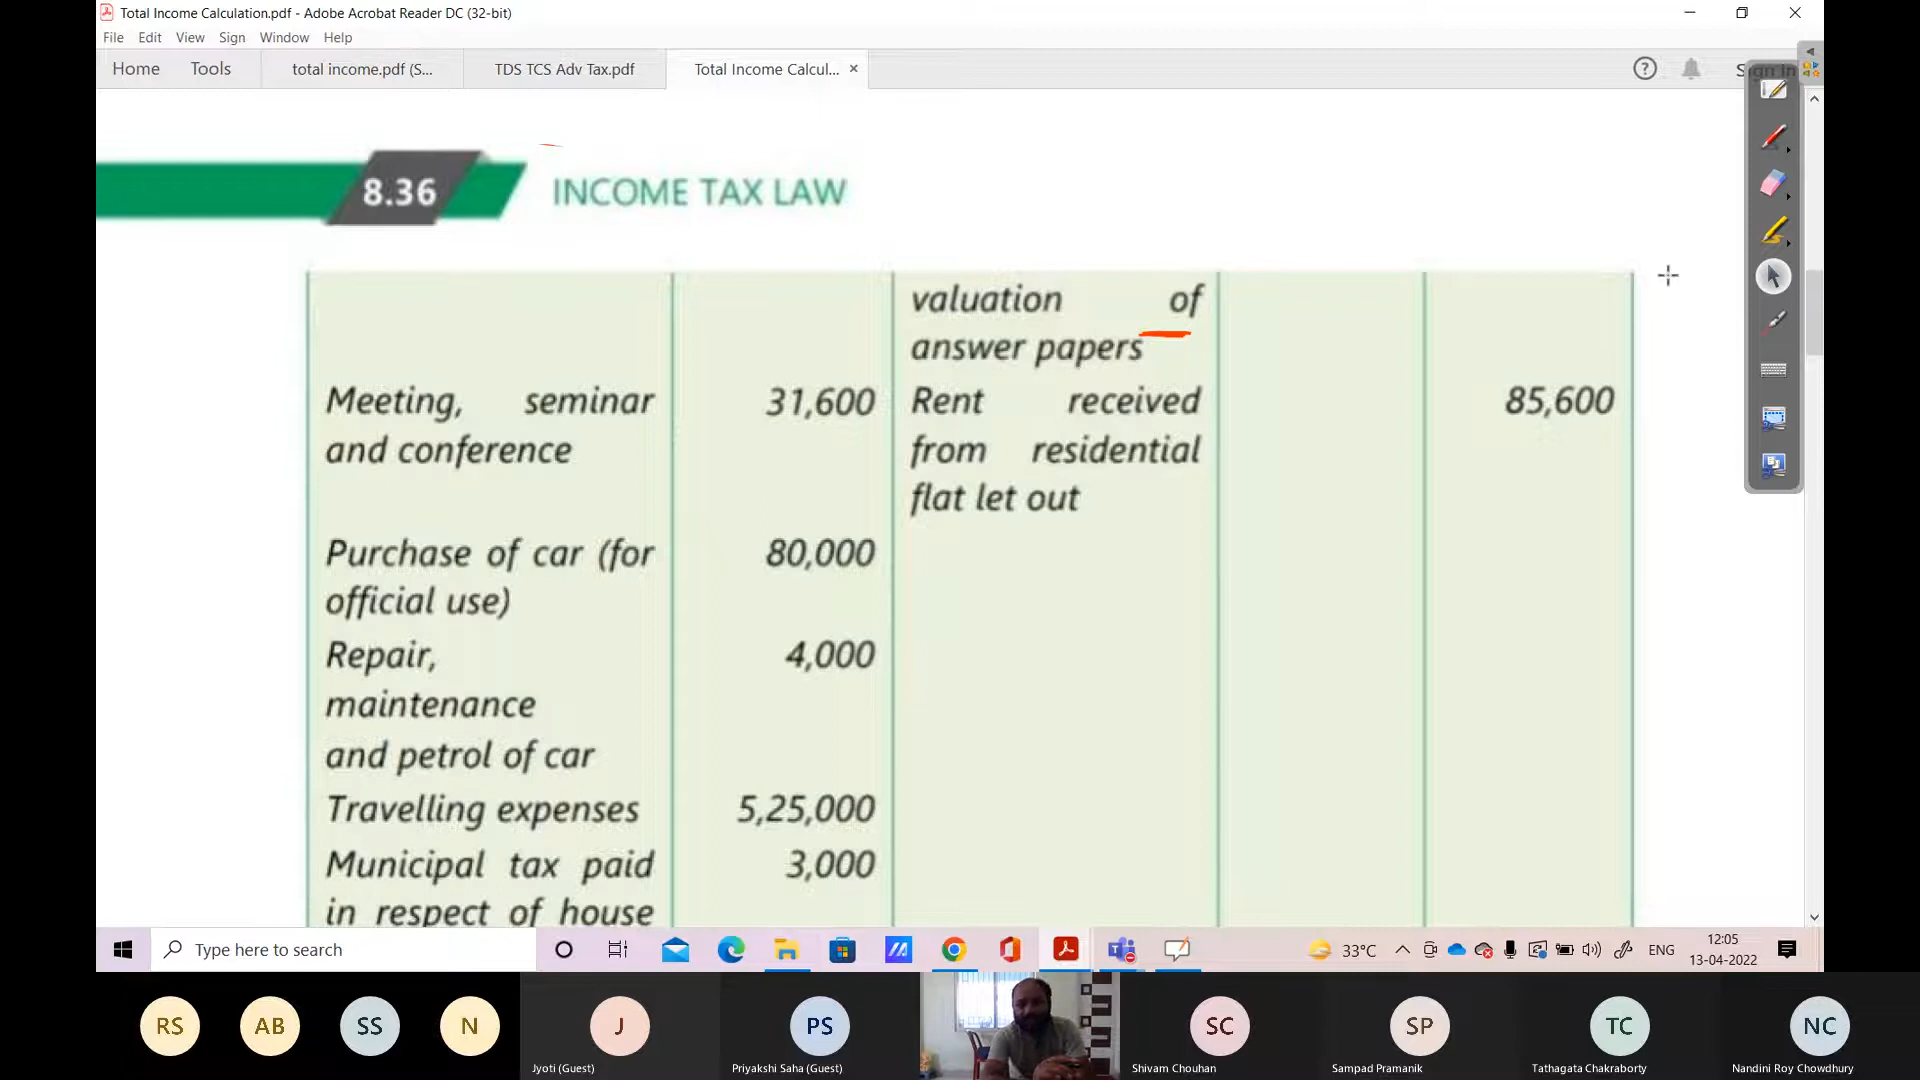 Total Income Calculation.pdf - Adobe Acrobat Reader DC (32-bit)
File Edit View Sign Window Help
Home Tools total income.pdf (S... TDS TCS Adv Tax.pdf Total Income Calcul... × Sign In
8.36 INCOME TAX LAW
valuation of
answer papers
Meeting, seminar 31,600 Rent received 85,600
and conference from residential
flat let out
Purchase of car (for 80,000
official use)
Repair, 4,000
maintenance
and petrol of car
Travelling expenses 5,25,000
Municipal tax paid 3,000
in respect of house
Type here to search 33°C ENG 12:05
13-04-2022
RS AB SS N J PS SC SP TC NC
Jyoti (Guest) Priyakshi Saha (Guest) Shivam Chouhan Sampad Pramanik Tathagata Chakraborty Nandini Roy Chowdhury